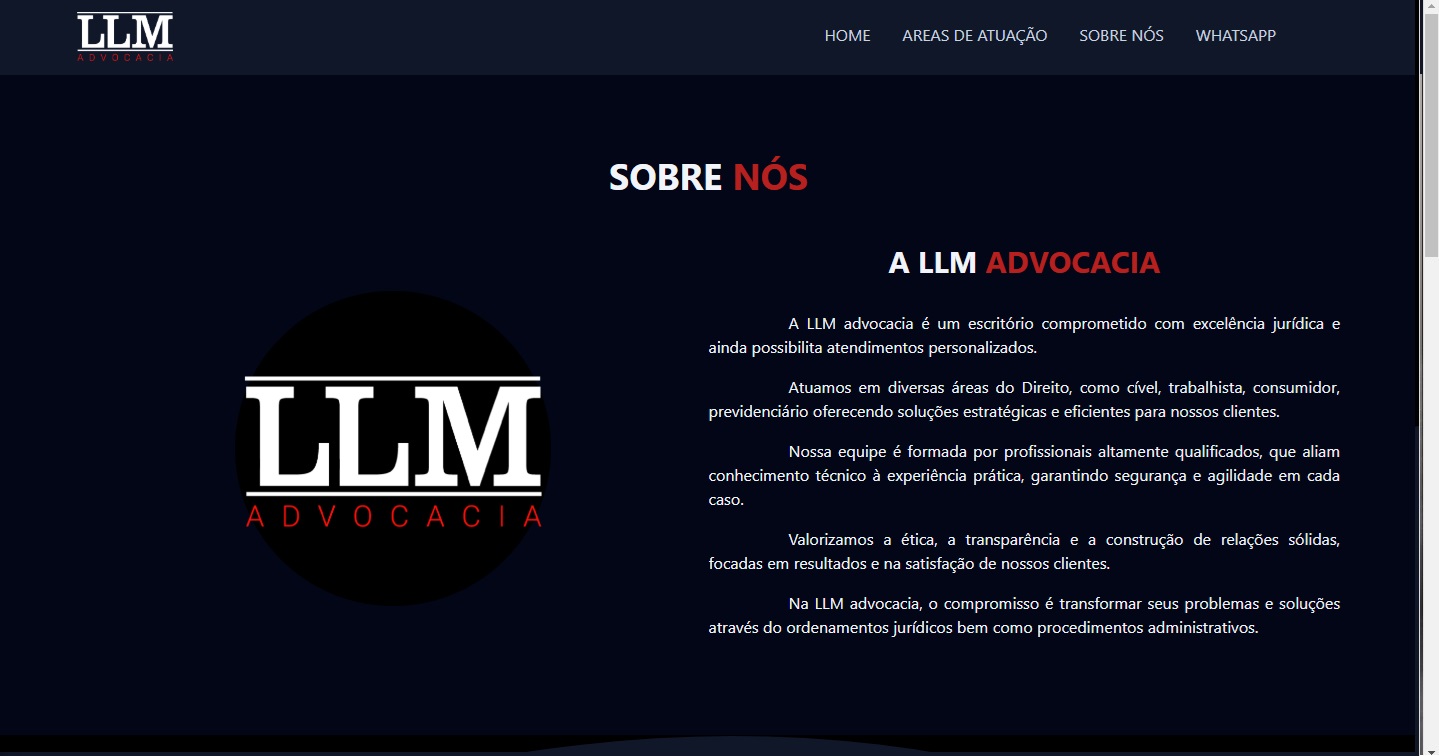 LLM
ADVOCACIA
HOME AREAS DE ATUAÇÃO SOBRE NÓS WHATSAPP
SOBRE NÓS
LLM
ADVOCACIA
A LLM ADVOCACIA
A LLM advocacia é um escritório comprometido com excelência jurídica e
ainda possibilita atendimentos personalizados.
Atuamos em diversas áreas do Direito, como cível, trabalhista, consumidor,
previdenciário oferecendo soluções estratégicas e eficientes para nossos clientes.
Nossa equipe é formada por profissionais altamente qualificados, que aliam
conhecimento técnico à experiência prática, garantindo segurança e agilidade em cada
caso.
Valorizamos a ética, a transparência e a construção de relações sólidas,
focadas em resultados e na satisfação de nossos clientes.
Na LLM advocacia, o compromisso é transformar seus problemas e soluções
através do ordenamentos jurídicos bem como procedimentos administrativos.